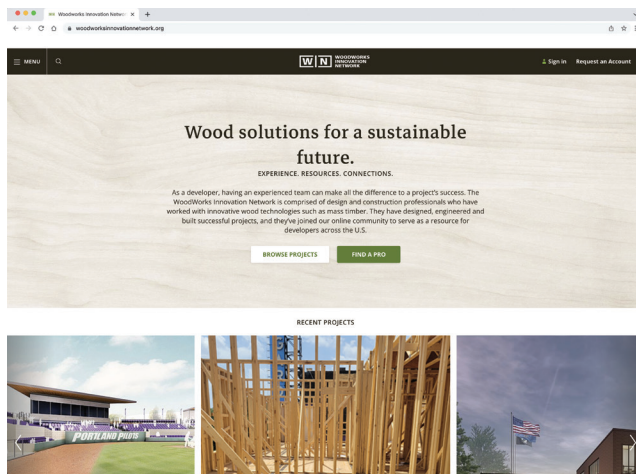 Woodworks Innovation Networ
woodworksinnovationnetwork.org
MENU
W N
WOODWORKS
INNOVATION
NETWORK
Sign in
Request an Account
Wood solutions for a sustainable
future.
EXPERIENCE. RESOURCES. CONNECTIONS.
As a developer, having an experienced team can make all the difference to a project's success. The
WoodWorks Innovation Network is comprised of design and construction professionals who have
worked with innovative wood technologies such as mass timber. They have designed, engineered and
built successful projects, and they've joined our online community to serve as a resource for
developers across the U.S.
BROWSE PROJECTS
FIND A PRO
RECENT PROJECTS
PORTLAND PILOTS